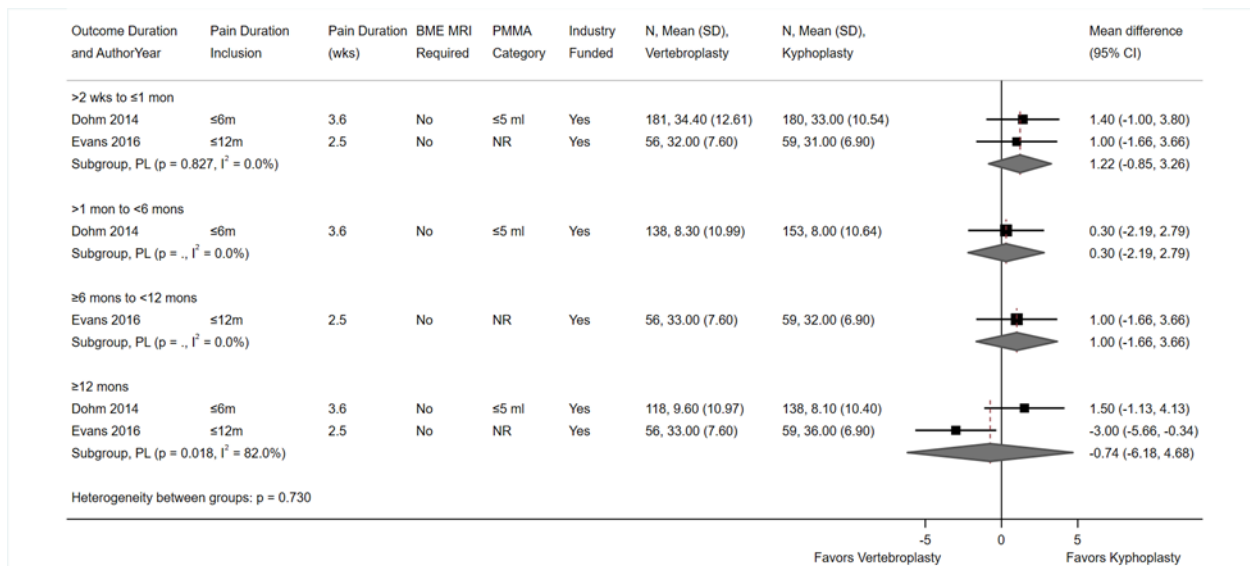 Outcome Duration Pain Duration Pain Duration BME MRI PMMA Industry N, Mean (SD), N, Mean (SD), Mean difference
and AuthorYear Inclusion (wks) Required Category Funded Vertebroplasty Kyphoplasty (95% CI)
>2 wks to ≤1 mon
Dohm 2014 ≤6m 3.6 No ≤5 ml Yes 181, 34.40 (12.61) 180, 33.00 (10.54) 1.40 (-1.00, 3.80)
Evans 2016 ≤12m 2.5 No NR Yes 56, 32.00 (7.60) 59, 31.00 (6.90) 1.00 (-1.66, 3.66)
Subgroup, PL (p = 0.827, I² = 0.0%) 1.22 (-0.85, 3.26)
>1 mon to <6 mons
Dohm 2014 ≤6m 3.6 No ≤5 ml Yes 138, 8.30 (10.99) 153, 8.00 (10.64) 0.30 (-2.19, 2.79)
Subgroup, PL (p = ., I² = 0.0%) 0.30 (-2.19, 2.79)
≥6 mons to <12 mons
Evans 2016 ≤12m 2.5 No NR Yes 56, 33.00 (7.60) 59, 32.00 (6.90) 1.00 (-1.66, 3.66)
Subgroup, PL (p = ., I² = 0.0%) 1.00 (-1.66, 3.66)
≥12 mons
Dohm 2014 ≤6m 3.6 No ≤5 ml Yes 118, 9.60 (10.97) 138, 8.10 (10.40) 1.50 (-1.13, 4.13)
Evans 2016 ≤12m 2.5 No NR Yes 56, 33.00 (7.60) 59, 36.00 (6.90) -3.00 (-5.66, -0.34)
Subgroup, PL (p = 0.018, I² = 82.0%) -0.74 (-6.18, 4.68)
Heterogeneity between groups: p = 0.730
-5 0 5
Favors Vertebroplasty Favors Kyphoplasty